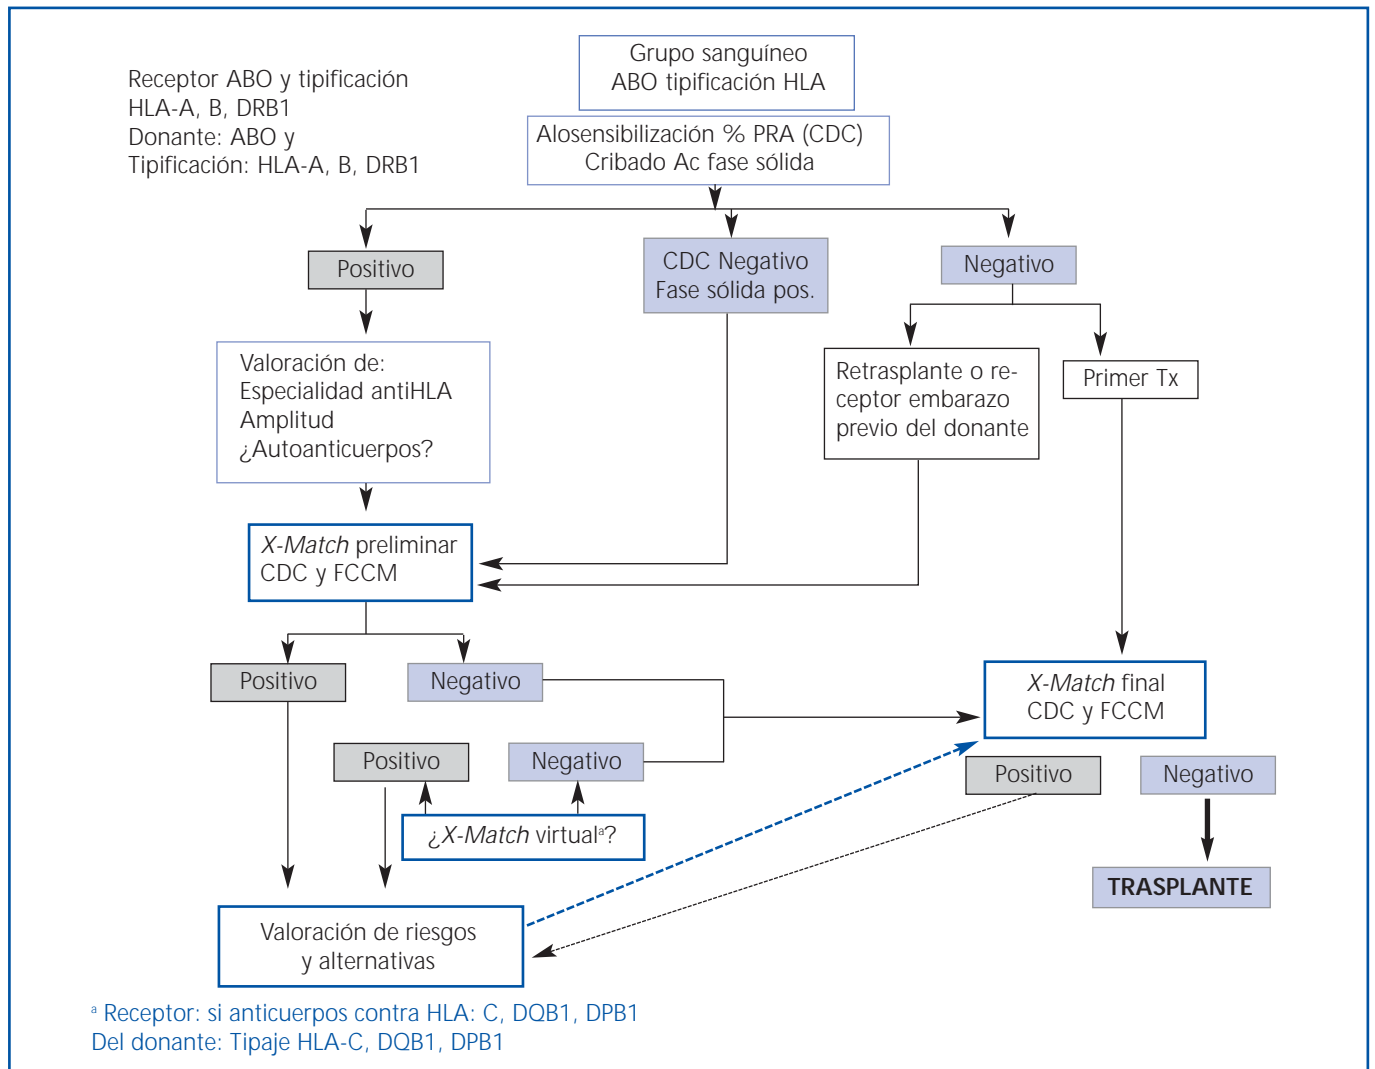 Receptor ABO y tipificación
HLA-A, B, DRB1
Donante: ABO y
Tipificación: HLA-A, B, DRB1
Grupo sanguíneo
ABO tipificación HLA
Alosensibilización % PRA (CDC)
Cribado Ac fase sólida
Positivo
CDC Negativo
Fase sólida pos.
Negativo
Valoración de:
Especialidad antiHLA
Amplitud
¿Autoanticuerpos?
Retrasplante o re-
ceptor embarazo
previo del donante
Primer Tx
X-Match preliminar
CDC y FCCM
Positivo
Negativo
X-Match final
CDC y FCCM
Positivo
Negativo
Positivo
Negativo
¿X-Match virtualª?
TRASPLANTE
Valoración de riesgos
y alternativas
ª Receptor: si anticuerpos contra HLA: C, DQB1, DPB1
Del donante: Tipaje HLA-C, DQB1, DPB1